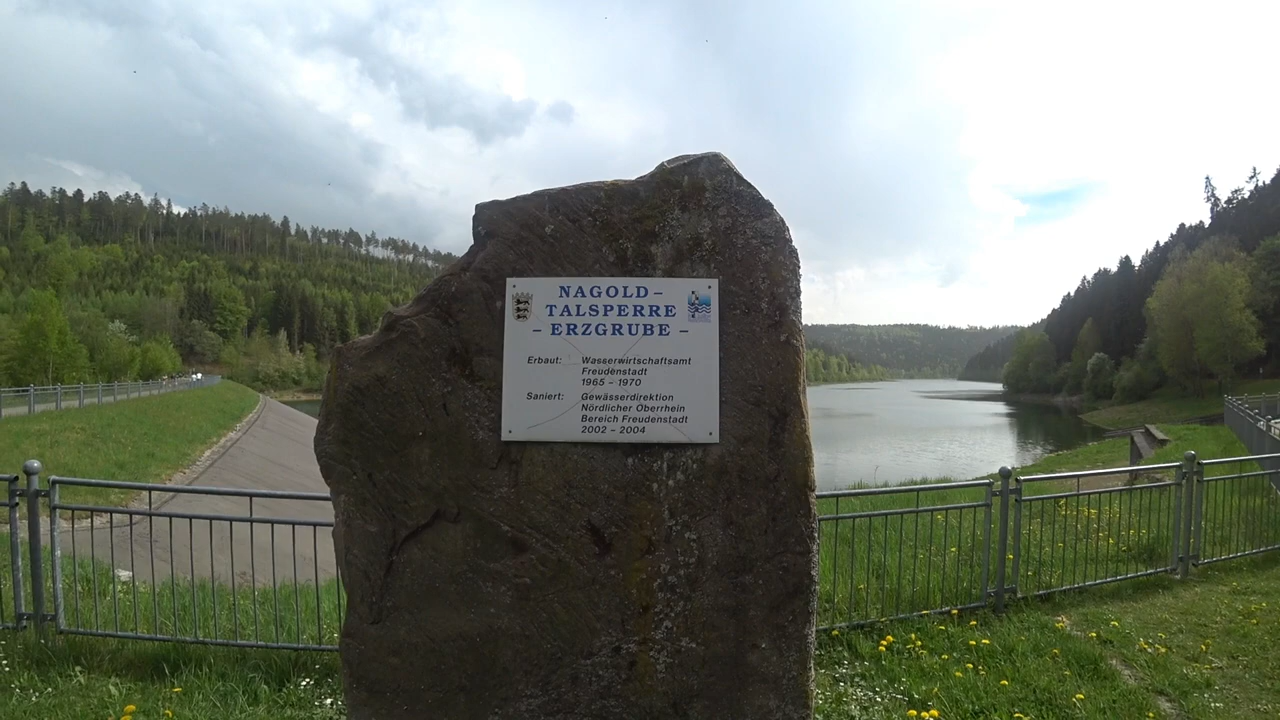 NAGOLD-
TALSPERRE
- ERZGRUBE -
Erbaut: Wasserwirtschaftsamt
Freudenstadt
1965 - 1970
Saniert: Gewässerdirektion
Nördlicher Oberrhein
Bereich Freudenstadt
2002 - 2004